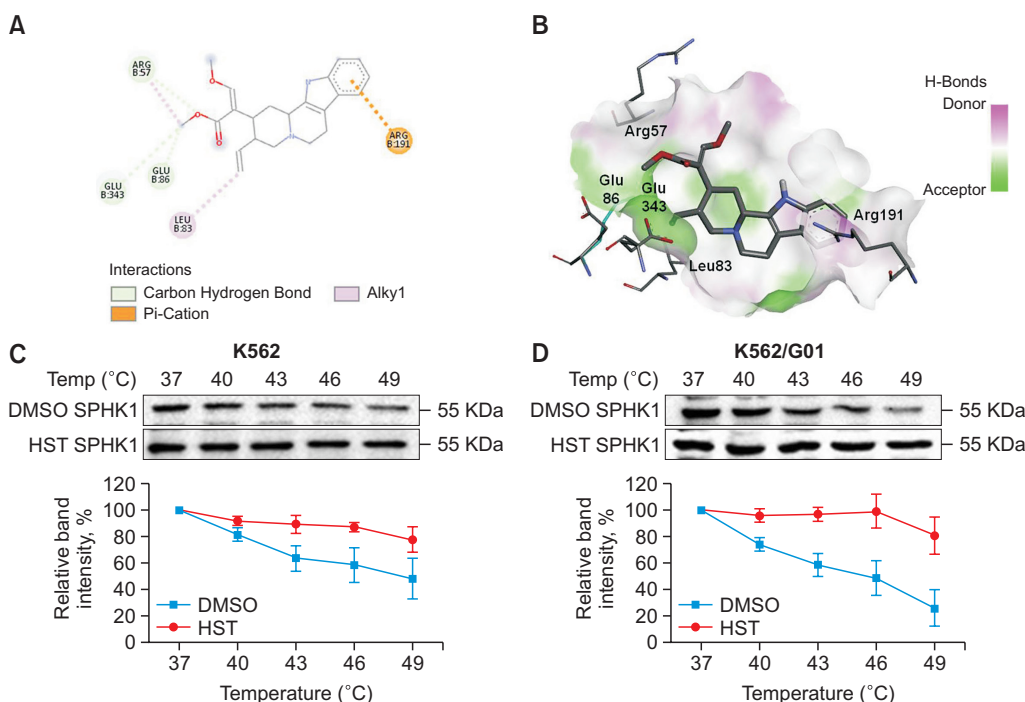 A
ARG
B:57
GLU
B:343
GLU
B:86
LEU
B:83
ARG
B:191
Interactions
Carbon Hydrogen Bond
Alky1
Pi-Cation
B
Arg57
Glu
86
Glu
343
Leu83
Arg191
H-Bonds
Donor
Acceptor
C
K562
Temp (°C) 37 40 43 46 49
DMSO SPHK1 55 KDa
HST SPHK1 55 KDa
Relative band
intensity, %
120
100
80
60
40
20
0
DMSO
HST
37 40 43 46 49
Temperature (°C)
D
K562/G01
Temp (°C) 37 40 43 46 49
DMSO SPHK1 55 KDa
HST SPHK1 55 KDa
Relative band
intensity, %
120
100
80
60
40
20
0
DMSO
HST
37 40 43 46 49
Temperature (°C)